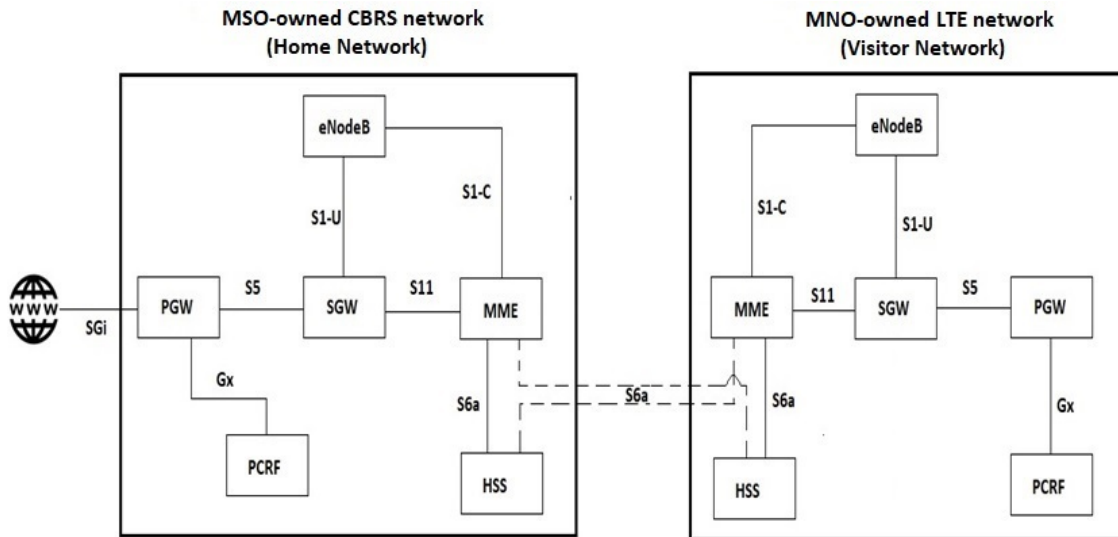 MSO-owned CBRS network
(Home Network)
MNO-owned LTE network
(Visitor Network)
eNodeB
eNodeB
S1-C
S1-C
S1-U
S1-U
WWW
SGi
PGW
S5
SGW
S11
MME
MME
S11
SGW
S5
PGW
Gx
S6a
S6a
S6a
Gx
PCRF
HSS
HSS
PCRF